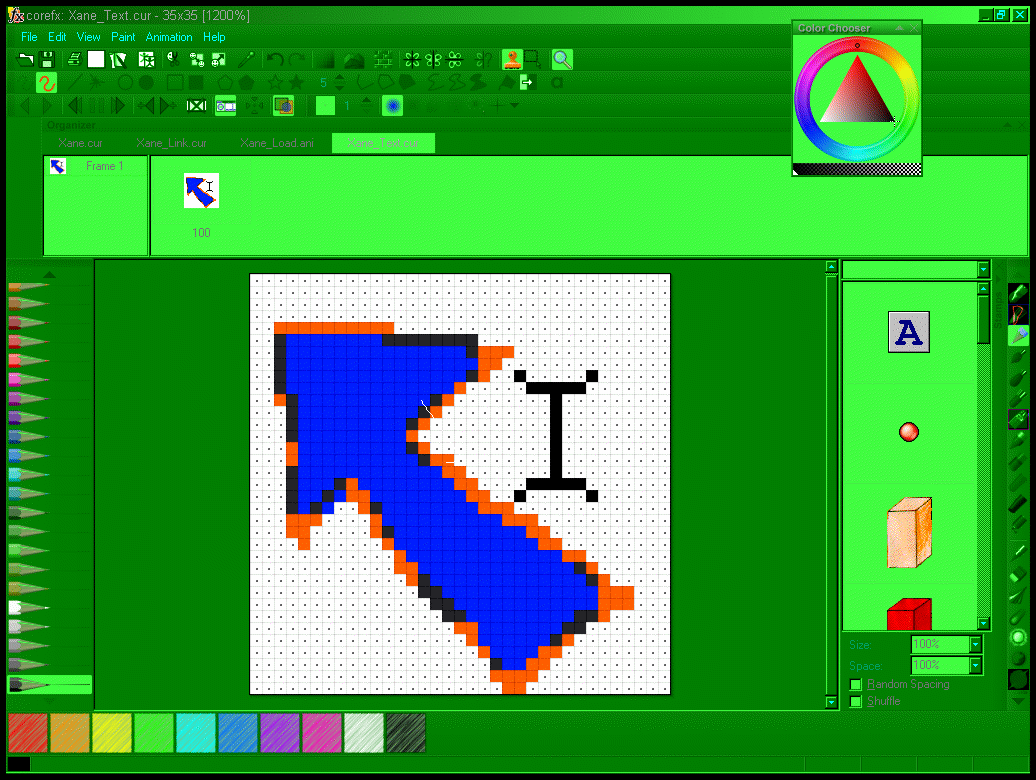 corefx: Xane_Text.cur - 35x35 [1200%]
Color Chooser
File Edit View Paint Animation Help
5
1
Organizer
Xane.cur Xane_Link.cur Xane_Load.ani Xane_Text.cur
Frame 1
100
Stamps
A
Size: 100%
Space: 100%
Random Spacing
Shuffle